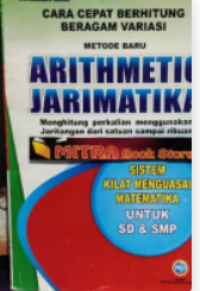 CARA CEPAT BERHITUNG
BERAGAM VARIASI
METODE BARU
ARITHMETIC
JARIMATIKA
Menghitung perkalian menggunakan
Jaritangan dari satuan sampai ribuan
MITRA Book Store
SISTEM
KILAT MENGUASAI
MATEMATIKA
UNTUK
SD & SMP